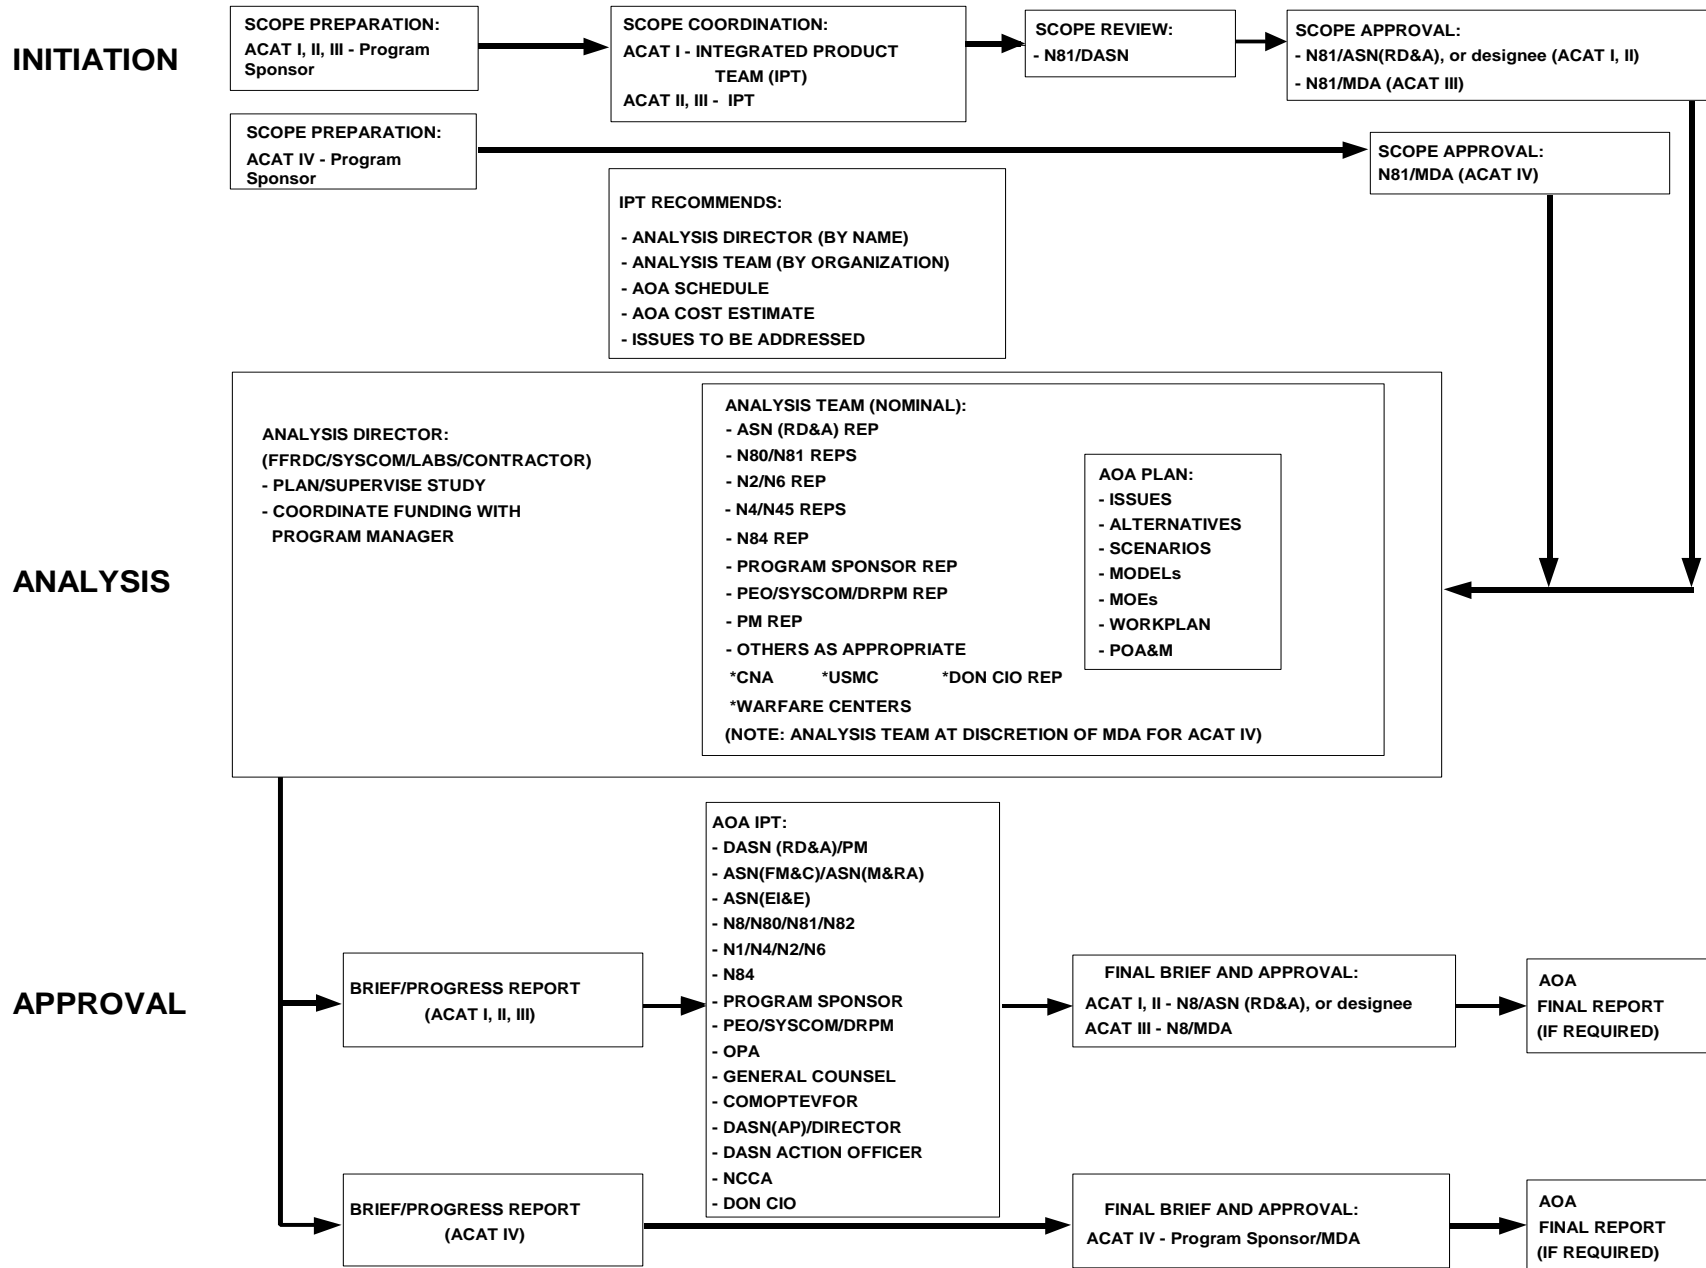 INITIATION
SCOPE PREPARATION:
ACAT I, II, III - Program
Sponsor
SCOPE COORDINATION:
ACAT I - INTEGRATED PRODUCT
TEAM (IPT)
ACAT II, III - IPT
SCOPE REVIEW:
- N81/DASN
SCOPE APPROVAL:
- N81/ASN(RD&A), or designee (ACAT I, II)
- N81/MDA (ACAT III)
SCOPE PREPARATION:
ACAT IV - Program
Sponsor
SCOPE APPROVAL:
N81/MDA (ACAT IV)
IPT RECOMMENDS:
- ANALYSIS DIRECTOR (BY NAME)
- ANALYSIS TEAM (BY ORGANIZATION)
- AOA SCHEDULE
- AOA COST ESTIMATE
- ISSUES TO BE ADDRESSED
ANALYSIS
ANALYSIS DIRECTOR:
(FFRDC/SYSCOM/LABS/CONTRACTOR)
- PLAN/SUPERVISE STUDY
- COORDINATE FUNDING WITH
PROGRAM MANAGER
ANALYSIS TEAM (NOMINAL):
- ASN (RD&A) REP
- N80/N81 REPS
- N2/N6 REP
- N4/N45 REPS
- N84 REP
- PROGRAM SPONSOR REP
- PEO/SYSCOM/DRPM REP
- PM REP
- OTHERS AS APPROPRIATE
*CNA *USMC *DON CIO REP
*WARFARE CENTERS
(NOTE: ANALYSIS TEAM AT DISCRETION OF MDA FOR ACAT IV)
AOA PLAN:
- ISSUES
- ALTERNATIVES
- SCENARIOS
- MODELs
- MOEs
- WORKPLAN
- POA&M
APPROVAL
BRIEF/PROGRESS REPORT
(ACAT I, II, III)
AOA IPT:
- DASN (RD&A)/PM
- ASN(FM&C)/ASN(M&RA)
- ASN(EI&E)
- N8/N80/N81/N82
- N1/N4/N2/N6
- N84
- PROGRAM SPONSOR
- PEO/SYSCOM/DRPM
- OPA
- GENERAL COUNSEL
- COMOPTEVFOR
- DASN(AP)/DIRECTOR
- DASN ACTION OFFICER
- NCCA
- DON CIO
FINAL BRIEF AND APPROVAL:
ACAT I, II - N8/ASN (RD&A), or designee
ACAT III - N8/MDA
AOA
FINAL REPORT
(IF REQUIRED)
BRIEF/PROGRESS REPORT
(ACAT IV)
FINAL BRIEF AND APPROVAL:
ACAT IV - Program Sponsor/MDA
AOA
FINAL REPORT
(IF REQUIRED)